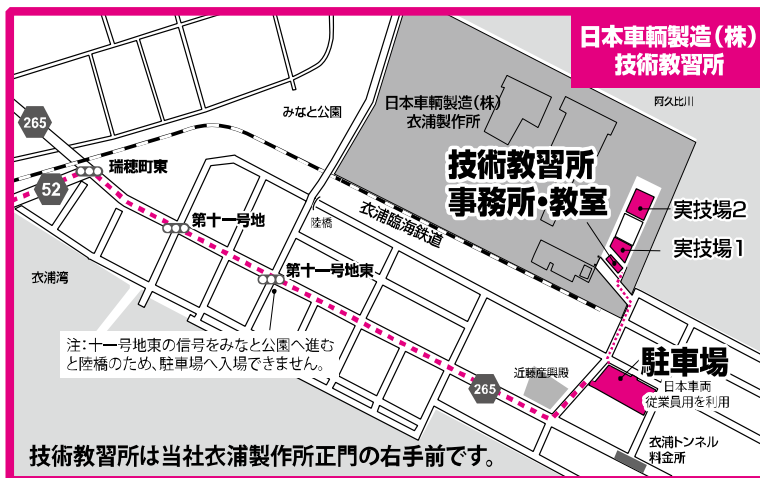 日本車輌製造(株)
技術教習所
阿久比川
みなと公園
日本車輌製造(株)
衣浦製作所
265
瑞穂町東
52
技術教習所
事務所・教室
実技場2
実技場1
第十一号地
陸橋
衣浦臨海鉄道
第十一号地東
衣浦湾
注:十一号地東の信号をみなと公園へ進む
と陸橋のため、駐車場へ入場できません。
駐車場
日本車両
従業員用を利用
近藤産興殿
265
衣浦トンネル
料金所
技術教習所は当社衣浦製作所正門の右手前です。